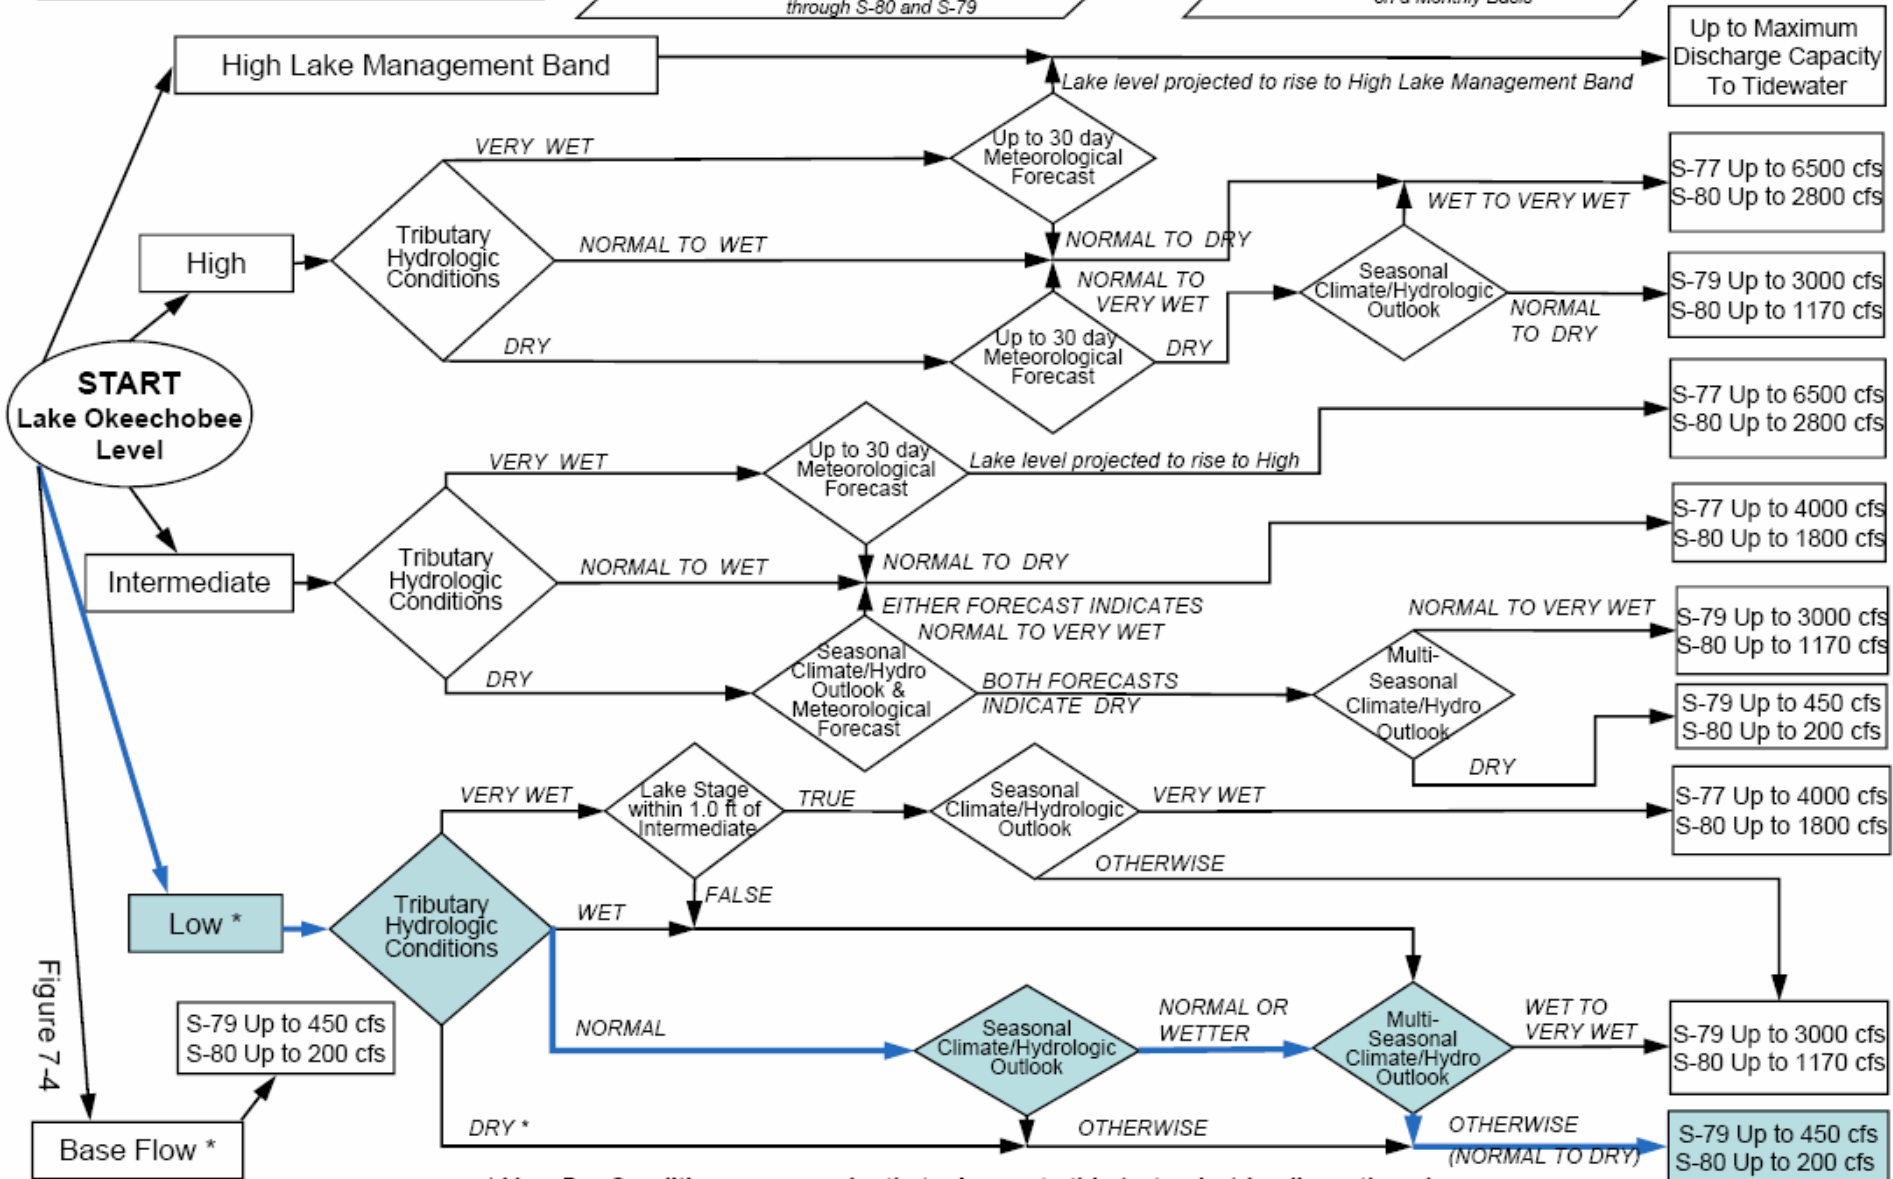 through S-80 and S-79
on a Monthly Basis
Up to Maximum
Discharge Capacity
To Tidewater
High Lake Management Band
Lake level projected to rise to High Lake Management Band
VERY WET
Up to 30 day
Meteorological
Forecast
S-77 Up to 6500 cfs
S-80 Up to 2800 cfs
WET TO VERY WET
High
Tributary
Hydrologic
Conditions
NORMAL TO WET
NORMAL TO DRY
NORMAL TO
VERY WET
Seasonal
Climate/Hydrologic
Outlook
NORMAL
TO DRY
S-79 Up to 3000 cfs
S-80 Up to 1170 cfs
DRY
Up to 30 day
Meteorological
Forecast
DRY
START
Lake Okeechobee
Level
S-77 Up to 6500 cfs
S-80 Up to 2800 cfs
VERY WET
Up to 30 day
Meteorological
Forecast
Lake level projected to rise to High
S-77 Up to 4000 cfs
S-80 Up to 1800 cfs
Intermediate
Tributary
Hydrologic
Conditions
NORMAL TO WET
NORMAL TO DRY
EITHER FORECAST INDICATES
NORMAL TO VERY WET
NORMAL TO VERY WET
S-79 Up to 3000 cfs
S-80 Up to 1170 cfs
DRY
Seasonal
Climate/Hydro
Outlook &
Meteorological
Forecast
BOTH FORECASTS
INDICATE DRY
Multi-
Seasonal
Climate/Hydro
Outlook
DRY
S-79 Up to 450 cfs
S-80 Up to 200 cfs
VERY WET
Lake Stage
within 1.0 ft of
Intermediate
TRUE
Seasonal
Climate/Hydrologic
Outlook
VERY WET
S-77 Up to 4000 cfs
S-80 Up to 1800 cfs
OTHERWISE
FALSE
Low *
Tributary
Hydrologic
Conditions
WET
NORMAL
Seasonal
Climate/Hydrologic
Outlook
NORMAL OR
WETTER
Multi-
Seasonal
Climate/Hydro
Outlook
WET TO
VERY WET
S-79 Up to 3000 cfs
S-80 Up to 1170 cfs
Figure 7-4
S-79 Up to 450 cfs
S-80 Up to 200 cfs
Base Flow *
DRY *
OTHERWISE
OTHERWISE
(NORMAL TO DRY)
S-79 Up to 450 cfs
S-80 Up to 200 cfs